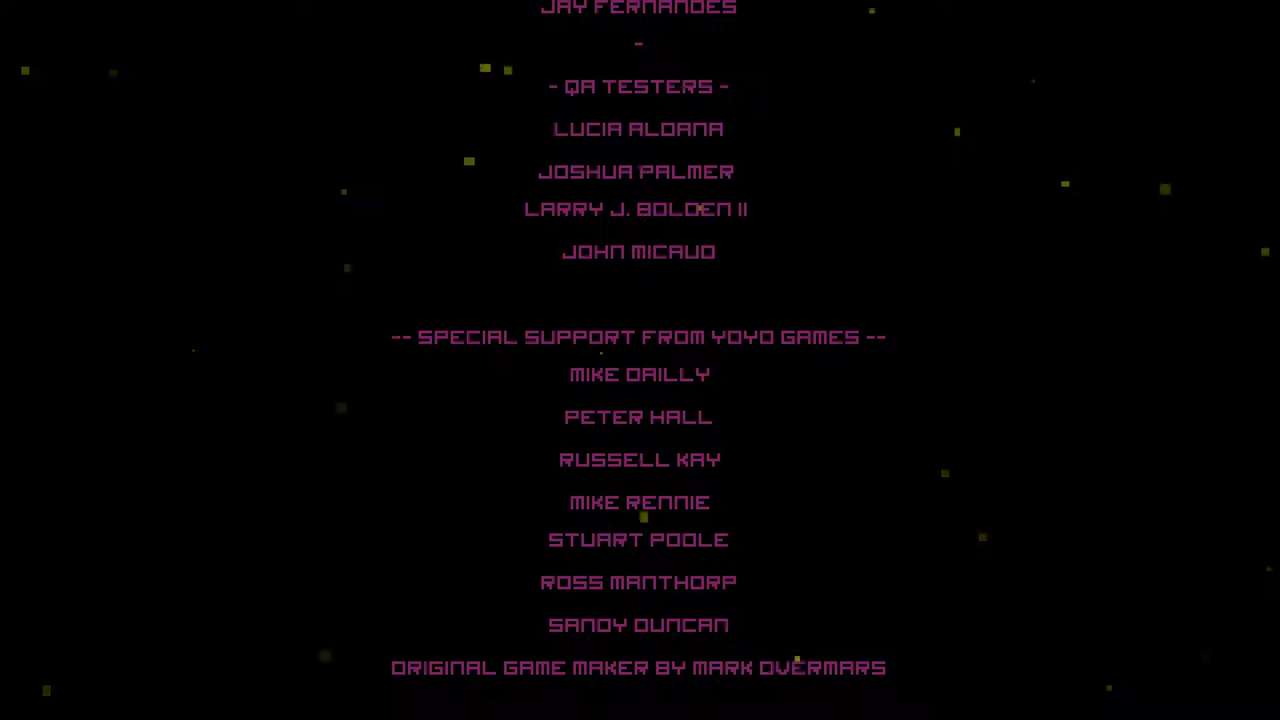 JAY FERNANDES
-
- QA TESTERS -
LUCIA ALDANA
JOSHUA PALMER
LARRY J. BOLDEN II
JOHN MICAUD
-- SPECIAL SUPPORT FROM YOYO GAMES --
MIKE DAILLY
PETER HALL
RUSSELL KAY
MIKE RENNIE
STUART POOLE
ROSS MANTHORP
SANDY DUNCAN
ORIGINAL GAME MAKER BY MARK OVERMARS